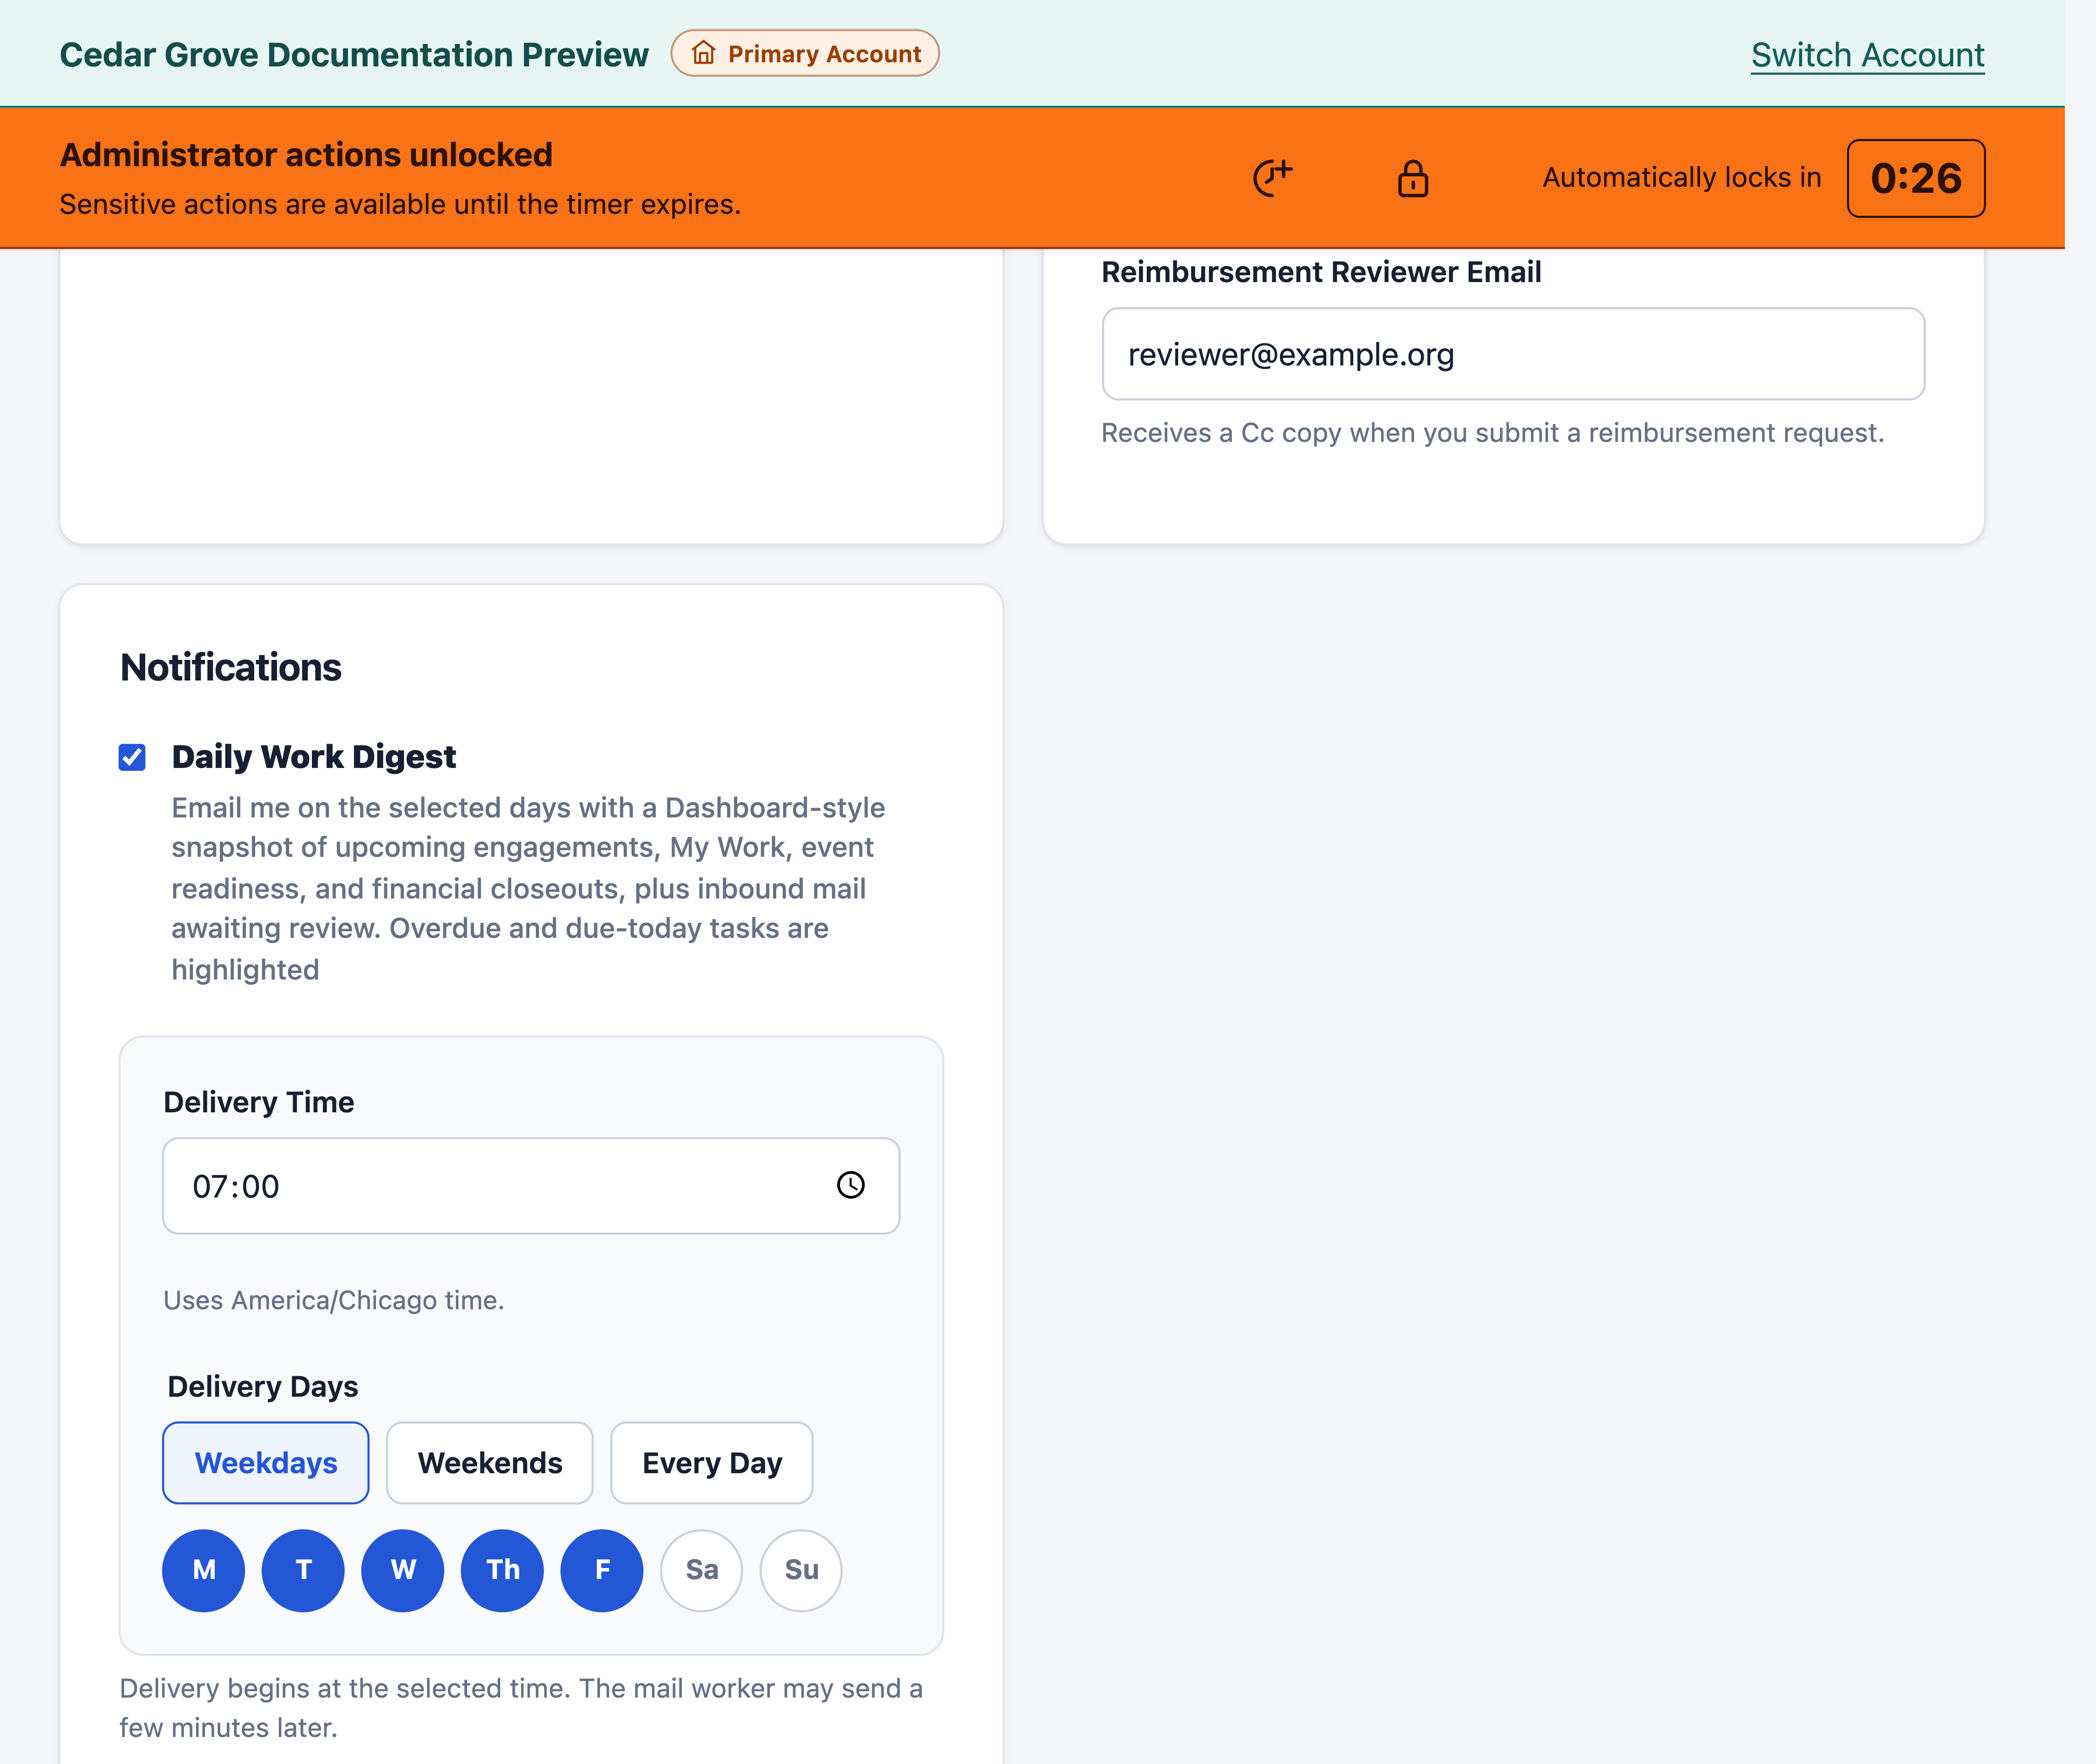 Cedar Grove Documentation Preview
Primary Account
Switch Account
Administrator actions unlocked
Sensitive actions are available until the timer expires.
Automatically locks in
0:26
Reimbursement Reviewer Email
reviewer@example.org
Receives a Cc copy when you submit a reimbursement request.
Notifications
Daily Work Digest
Email me on the selected days with a Dashboard-style
snapshot of upcoming engagements, My Work, event
readiness, and financial closeouts, plus inbound mail
awaiting review. Overdue and due-today tasks are
highlighted
Delivery Time
07:00
Uses America/Chicago time.
Delivery Days
Weekdays
Weekends
Every Day
M
T
W
Th
F
Sa
Su
Delivery begins at the selected time. The mail worker may send a
few minutes later.